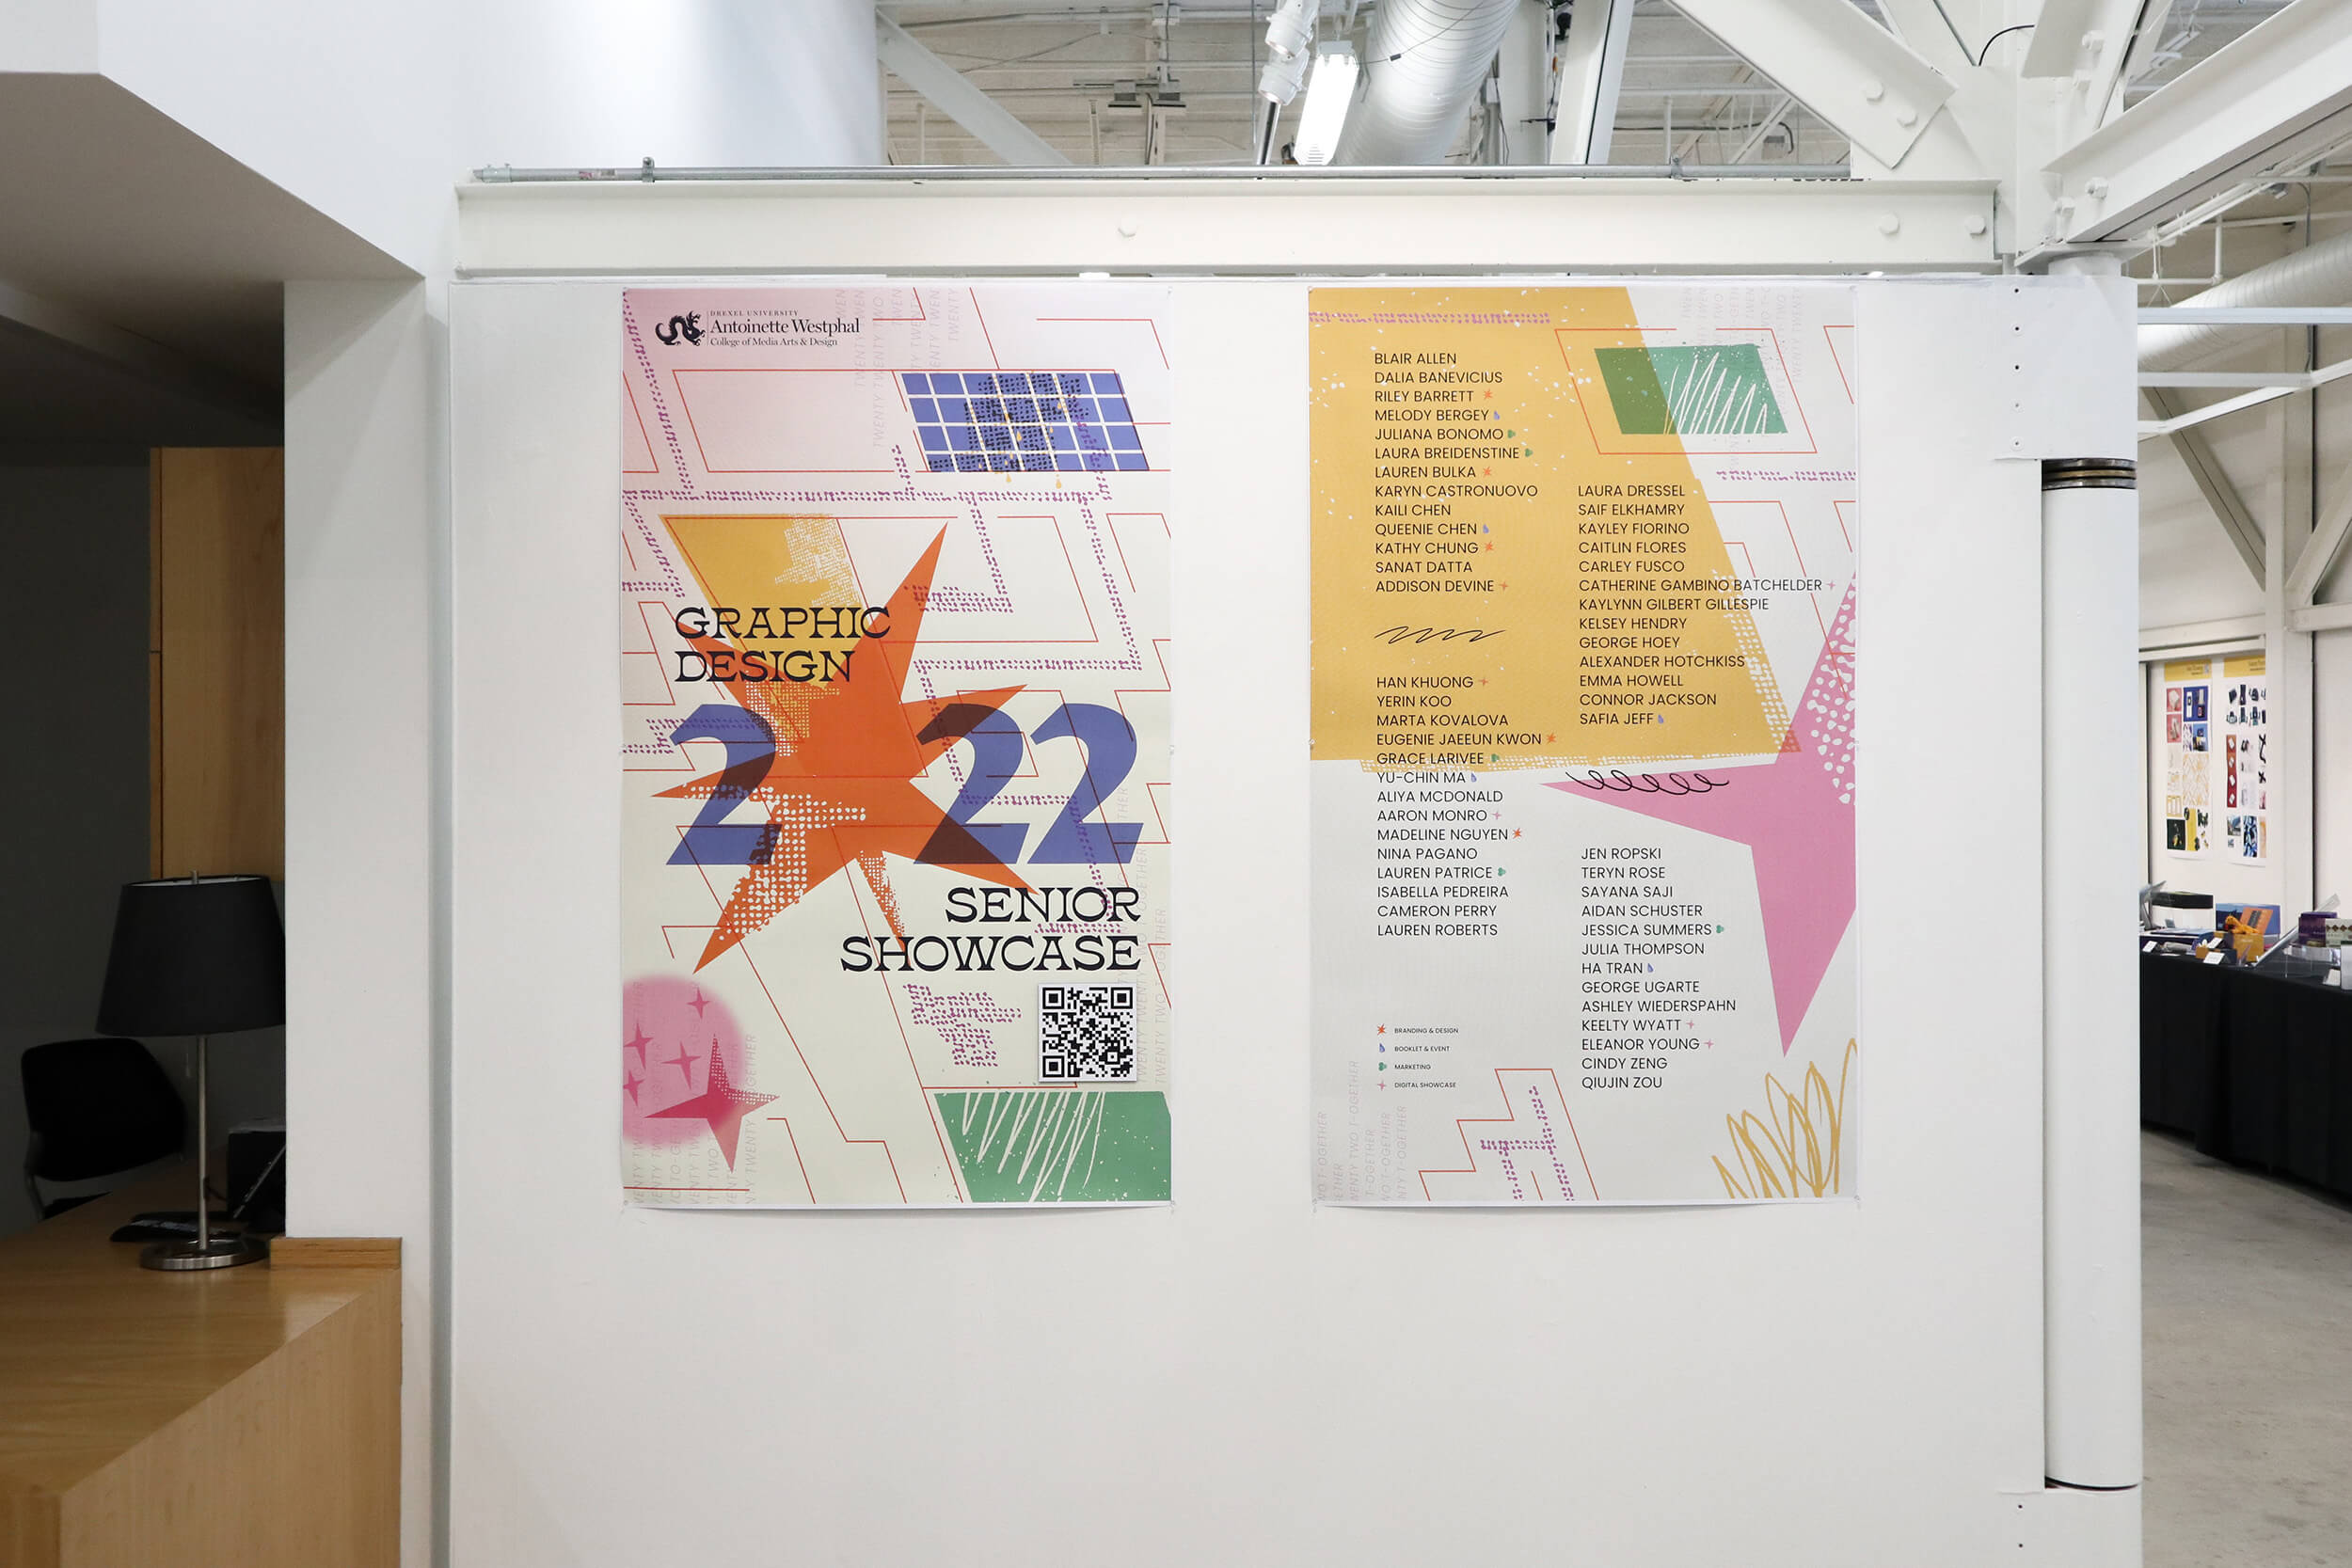 DREXEL UNIVERSITY
Antoinette Westphal
College of Media Arts & Design
GRAPHIC
DESIGN
2 22
SENIOR
SHOWCASE
BLAIR ALLEN
DALIA BANEVICIUS
RILEY BARRETT
MELODY BERGEY
JULIANA BONOMO
LAURA BREIDENSTINE
LAUREN BULKA
KARYN CASTRONUOVO
KAILI CHEN
QUEENIE CHEN
KATHY CHUNG
SANAT DATTA
ADDISON DEVINE
LAURA DRESSEL
SAIF ELKHAMRY
KAYLEY FIORINO
CAITLIN FLORES
CARLEY FUSCO
CATHERINE GAMBINO BATCHELDER
KAYLYNN GILBERT GILLESPIE
KELSEY HENDRY
GEORGE HOEY
ALEXANDER HOTCHKISS
EMMA HOWELL
CONNOR JACKSON
SAFIA JEFF
HAN KHUONG
YERIN KOO
MARTA KOVALOVA
EUGENIE JAEEUN KWON
GRACE LARIVEE
YU-CHIN MA
ALIYA MCDONALD
AARON MONRO
MADELINE NGUYEN
NINA PAGANO
LAUREN PATRICE
ISABELLA PEDREIRA
CAMERON PERRY
LAUREN ROBERTS
JEN ROPSKI
TERYN ROSE
SAYANA SAJI
AIDAN SCHUSTER
JESSICA SUMMERS
JULIA THOMPSON
HA TRAN
GEORGE UGARTE
ASHLEY WIEDERSPAHN
KEELTY WYATT
ELEANOR YOUNG
CINDY ZENG
QIUJIN ZOU
BRANDING & DESIGN
BOOKLET & EVENT
MARKETING
DIGITAL SHOWCASE